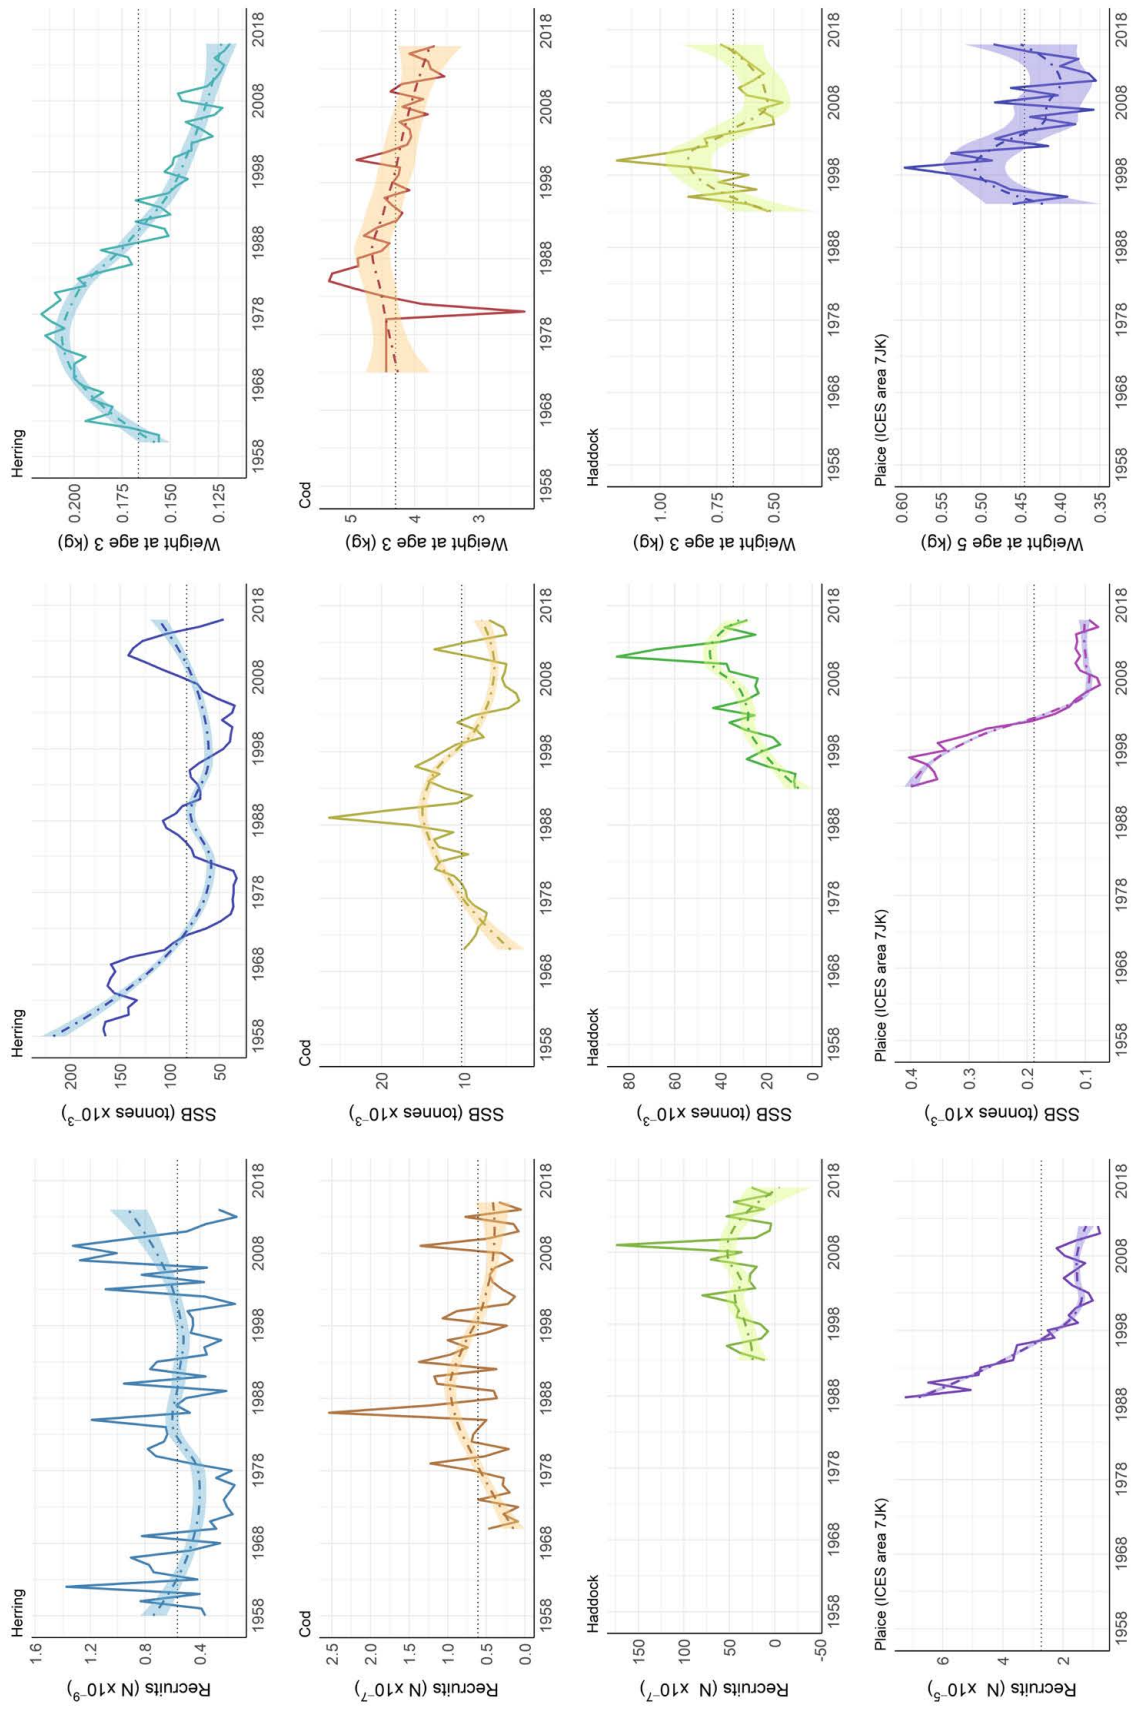 Herring
Recruits (N x10⁻⁹)
1.6
1.2
0.8
0.4
1958 1968 1978 1988 1998 2008 2018
Herring
SSB (tonnes x10⁻³)
200
150
100
50
1958 1968 1978 1988 1998 2008 2018
Herring
Weight at age 3 (kg)
0.200
0.175
0.150
0.125
1958 1968 1978 1988 1998 2008 2018
Cod
Recruits (N x10⁻⁷)
2.5
2.0
1.5
1.0
0.5
0.0
1958 1968 1978 1988 1998 2008 2018
Cod
SSB (tonnes x10⁻³)
20
10
1958 1968 1978 1988 1998 2008 2018
Cod
Weight at age 3 (kg)
5
4
3
1958 1968 1978 1988 1998 2008 2018
Haddock
Recruits (N x10⁻⁷)
150
100
50
0
-50
1958 1968 1978 1988 1998 2008 2018
Haddock
SSB (tonnes x10⁻³)
80
60
40
20
0
1958 1968 1978 1988 1998 2008 2018
Haddock
Weight at age 3 (kg)
1.00
0.75
0.50
1958 1968 1978 1988 1998 2008 2018
Plaice (ICES area 7JK)
Recruits (N x10⁻⁵)
6
4
2
1958 1968 1978 1988 1998 2008 2018
Plaice (ICES area 7JK)
SSB (tonnes x10⁻³)
0.4
0.3
0.2
0.1
1958 1968 1978 1988 1998 2008 2018
Plaice (ICES area 7JK)
Weight at age 5 (kg)
0.60
0.55
0.50
0.45
0.40
0.35
1958 1968 1978 1988 1998 2008 2018